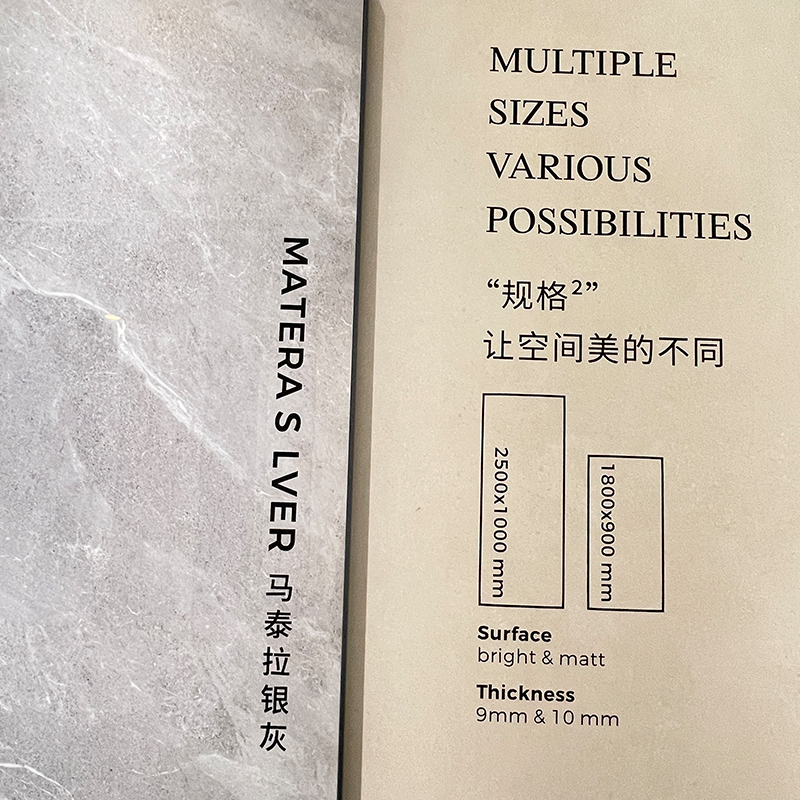 MATERA S LVER 马泰拉银灰
MULTIPLE
SIZES
VARIOUS
POSSIBILITIES
“规格²”
让空间美的不同
2500x1000 mm
1800x900 mm
Surface
bright & matt
Thickness
9mm & 10 mm